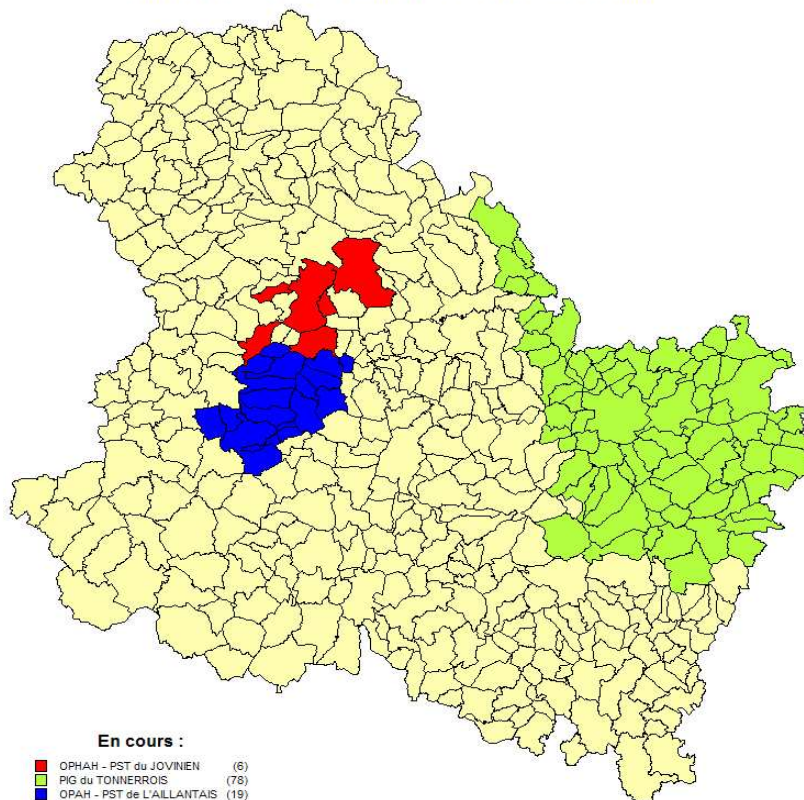 En cours :
OPHAH - PST du JOVINIEN (6)
PIG du TONNERROIS (78)
OPAH - PST de L'AILLANTAIS (19)